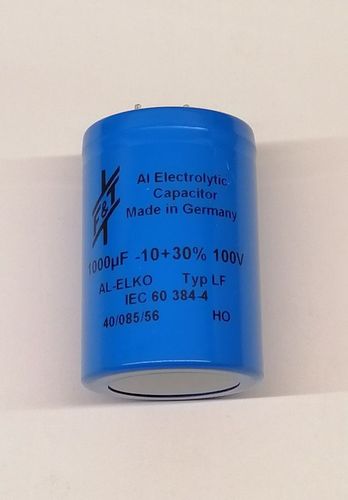 F&T
Al Electrolytic
Capacitor
Made in Germany
1000µF -10+30% 100V
AL-ELKO Typ LF
IEC 60 384-4
40/085/56 HO